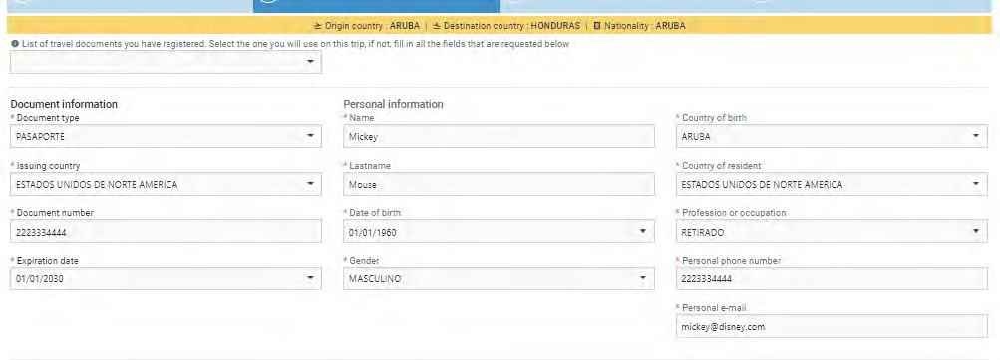 Origin country : ARUBA | Destination country : HONDURAS | Nationality : ARUBA
List of travel documents you have registered. Select the one you will use on this trip, if not, fill in all the fields that are requested below
Document information
* Document type
PASAPORTE
* Issuing country
ESTADOS UNIDOS DE NORTE AMERICA
* Document number
2223334444
* Expiration date
01/01/2030
Personal information
* Name
Mickey
* Lastname
Mouse
* Date of birth
01/01/1960
* Gender
MASCULINO
* Country of birth
ARUBA
* Country of resident
ESTADOS UNIDOS DE NORTE AMERICA
* Profession or occupation
RETIRADO
* Personal phone number
2223334444
* Personal e-mail
mickey@disney.com